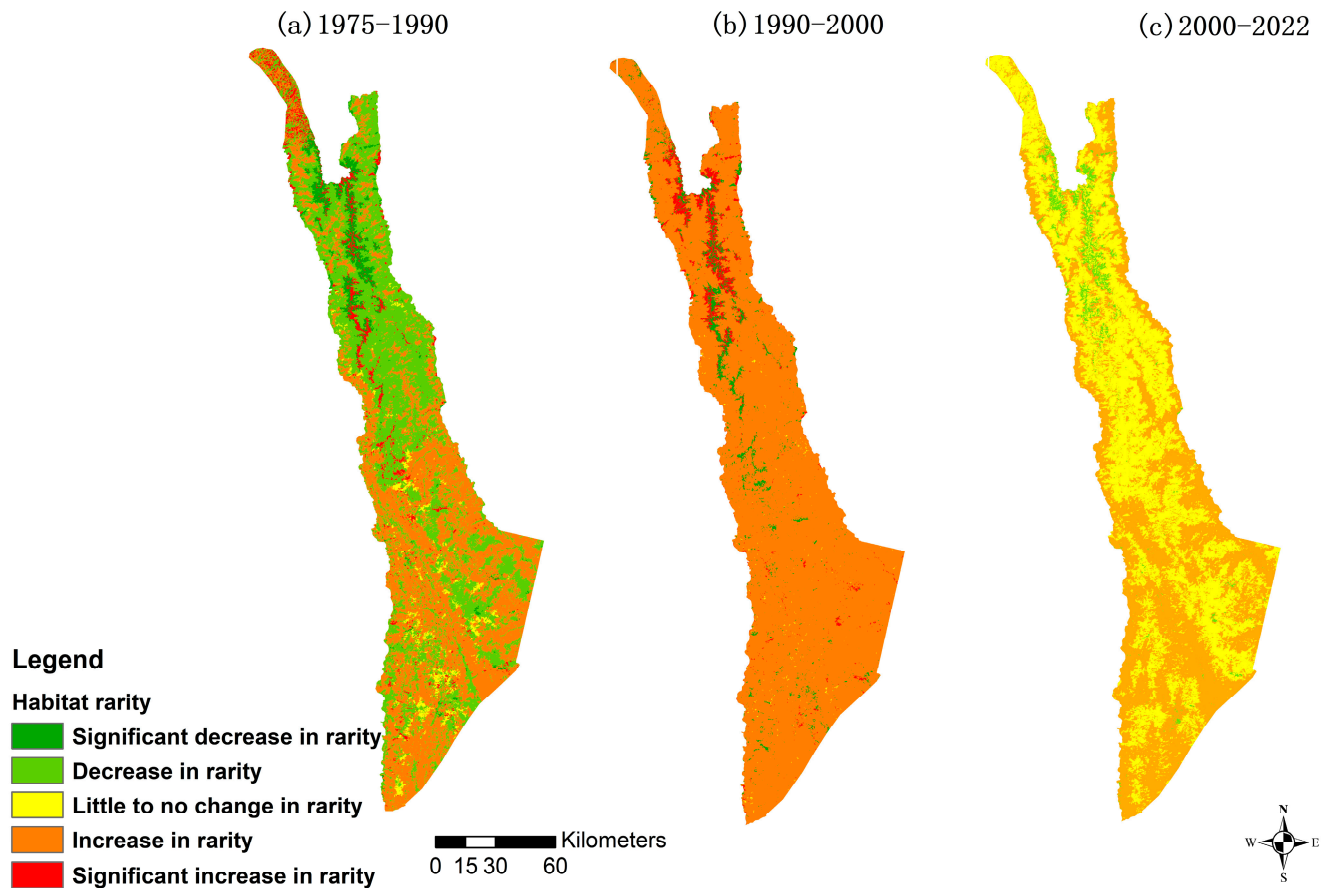 (a)1975-1990
(b)1990-2000
(c)2000-2022
Legend
Habitat rarity
Significant decrease in rarity
Decrease in rarity
Little to no change in rarity
Increase in rarity
Significant increase in rarity
Kilometers
0 15 30 60
N
W E
S